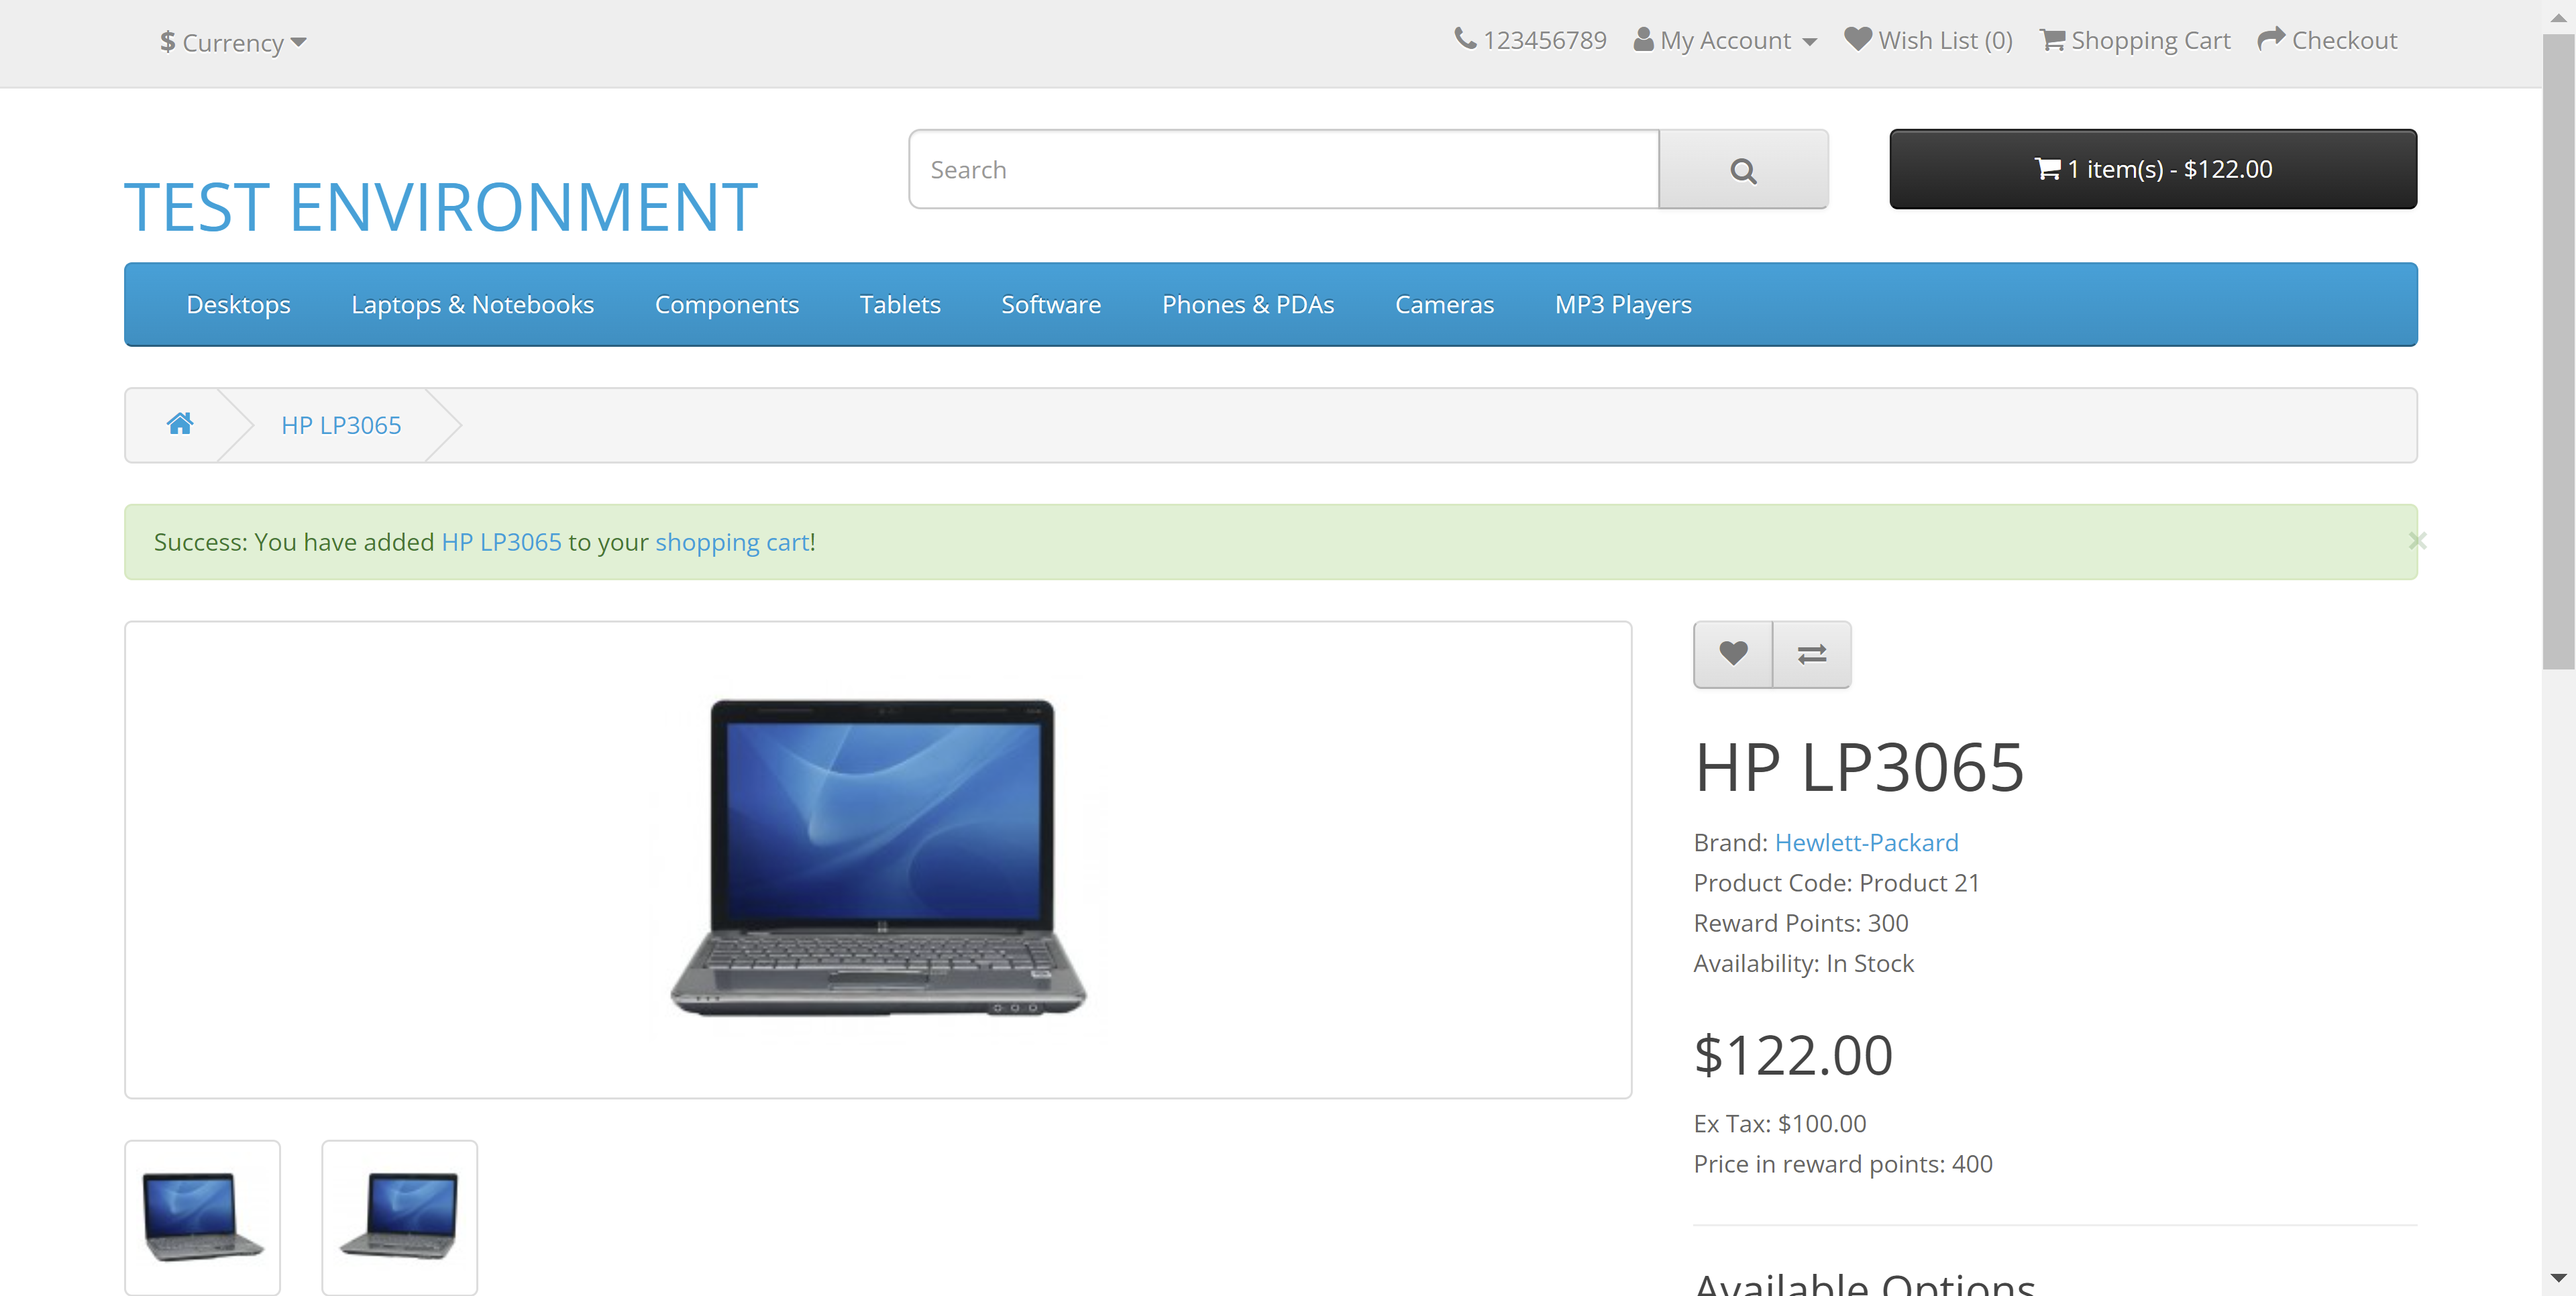 $ Currency
123456789 My Account Wish List (0) Shopping Cart Checkout
TEST ENVIRONMENT
Search
1 item(s) - $122.00
Desktops Laptops & Notebooks Components Tablets Software Phones & PDAs Cameras MP3 Players
HP LP3065
Success: You have added HP LP3065 to your shopping cart!
×
HP LP3065
Brand: Hewlett-Packard
Product Code: Product 21
Reward Points: 300
Availability: In Stock
$122.00
Ex Tax: $100.00
Price in reward points: 400
Available Options